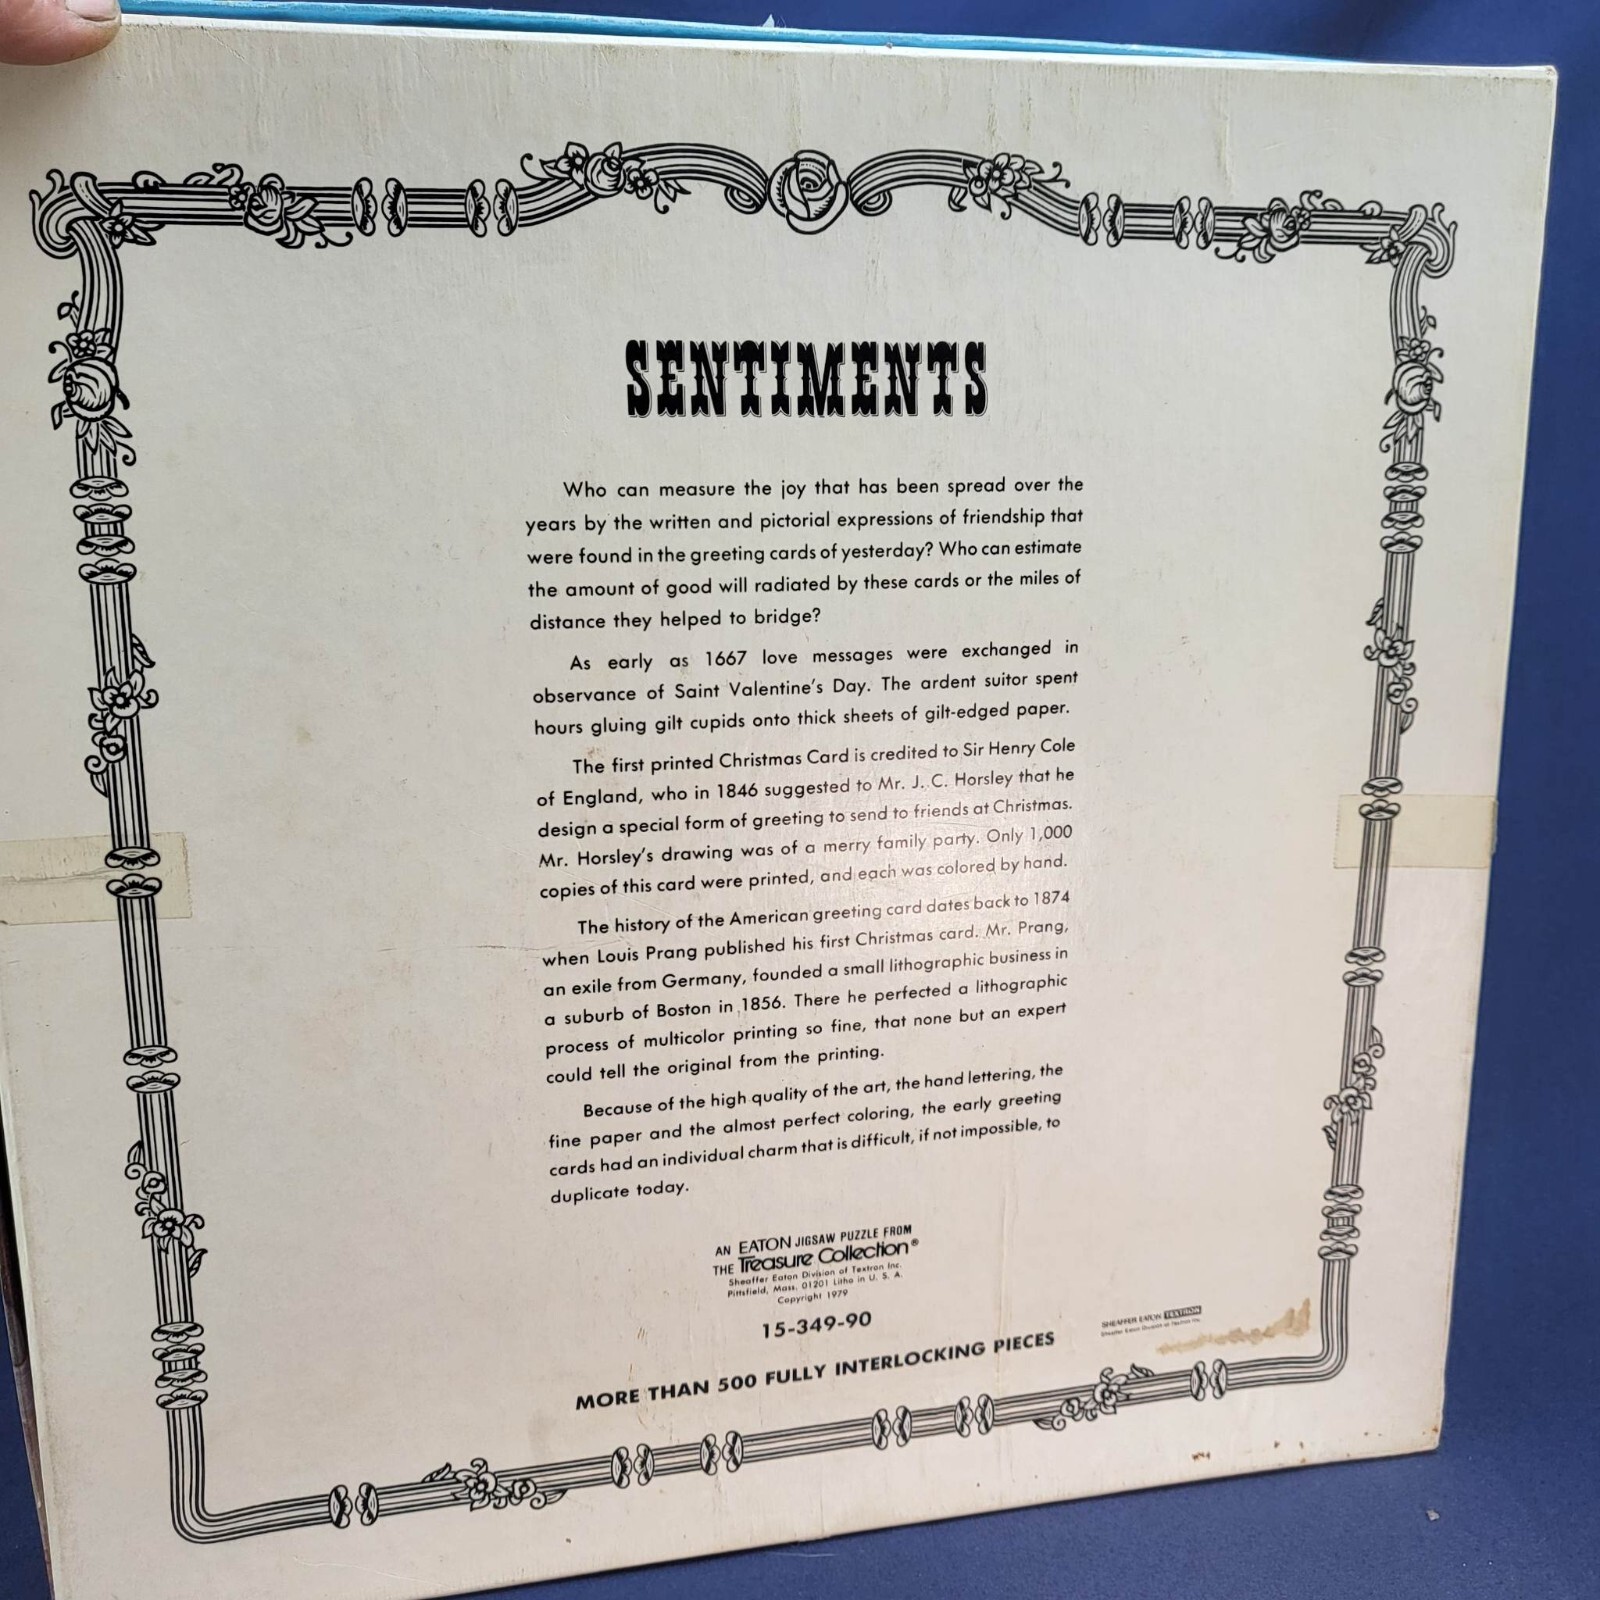 SENTIMENTS
Who can measure the joy that has been spread over the
years by the written and pictorial expressions of friendship that
were found in the greeting cards of yesterday? Who can estimate
the amount of good will radiated by these cards or the miles of
distance they helped to bridge?
As early as 1667 love messages were exchanged in
observance of Saint Valentine's Day. The ardent suitor spent
hours gluing gilt cupids onto thick sheets of gilt-edged paper.
The first printed Christmas Card is credited to Sir Henry Cole
of England, who in 1846 suggested to Mr. J. C. Horsley that he
design a special form of greeting to send to friends at Christmas.
Mr. Horsley's drawing was of a merry family party. Only 1,000
copies of this card were printed, and each was colored by hand.
The history of the American greeting card dates back to 1874
when Louis Prang published his first Christmas card. Mr. Prang,
an exile from Germany, founded a small lithographic business in
a suburb of Boston in 1856. There he perfected a lithographic
process of multicolor printing so fine, that none but an expert
could tell the original from the printing.
Because of the high quality of the art, the hand lettering, the
fine paper and the almost perfect coloring, the early greeting
cards had an individual charm that is difficult, if not impossible, to
duplicate today.
AN EATON JIGSAW PUZZLE FROM
THE Treasure Collection®
Sheaffer Eaton Division of Textron Inc.
Pittsfield, Mass. 01201 Litho in U. S. A.
Copyright 1979
15-349-90
SHEAFFER EATON TEXTRON
Sheaffer Eaton Division of Textron Inc.
MORE THAN 500 FULLY INTERLOCKING PIECES